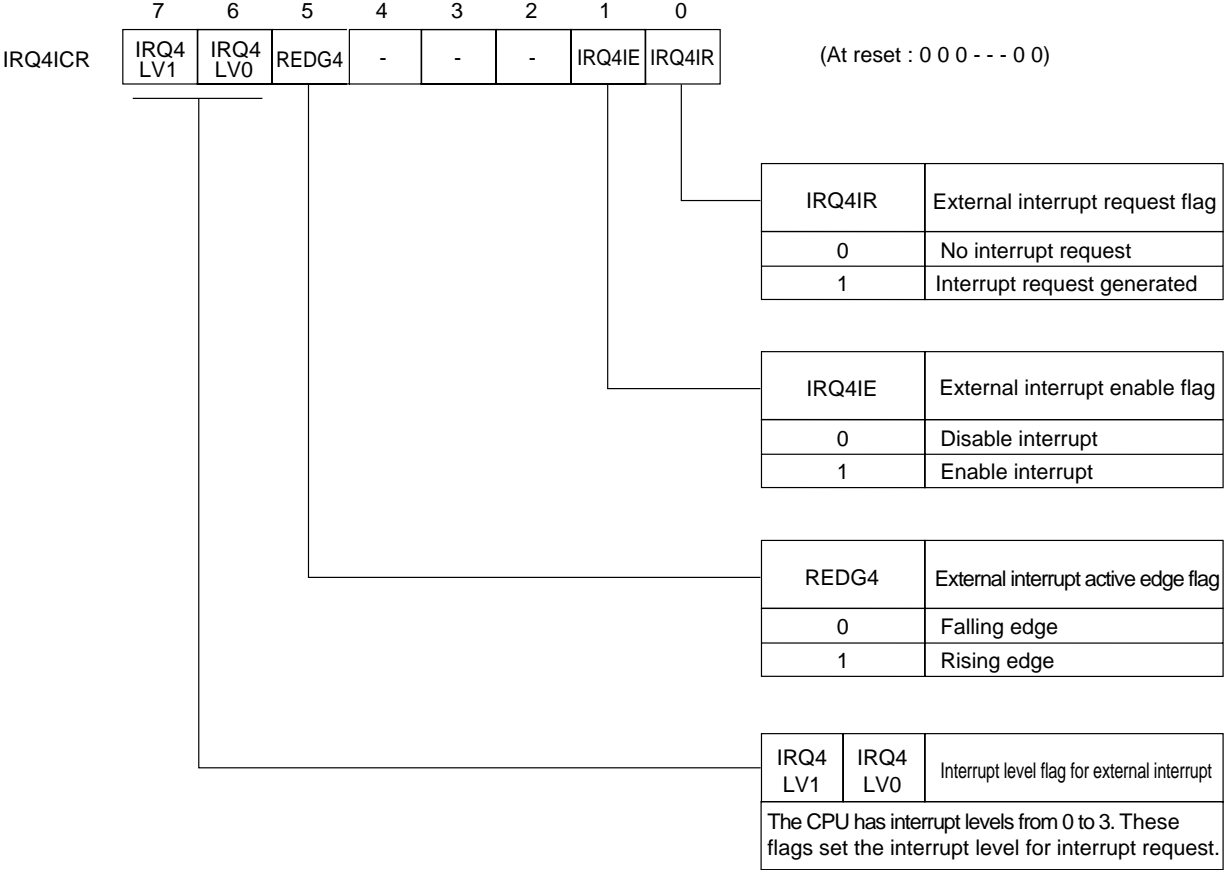 7 6 5 4 3 2 1 0
IRQ4ICR IRQ4 LV1 IRQ4 LV0 REDG4 - - - IRQ4IE IRQ4IR (At reset : 0 0 0 - - - 0 0)
IRQ4IR External interrupt request flag
0 No interrupt request
1 Interrupt request generated
IRQ4IE External interrupt enable flag
0 Disable interrupt
1 Enable interrupt
REDG4 External interrupt active edge flag
0 Falling edge
1 Rising edge
IRQ4 LV1 IRQ4 LV0 Interrupt level flag for external interrupt
The CPU has interrupt levels from 0 to 3. These
flags set the interrupt level for interrupt request.